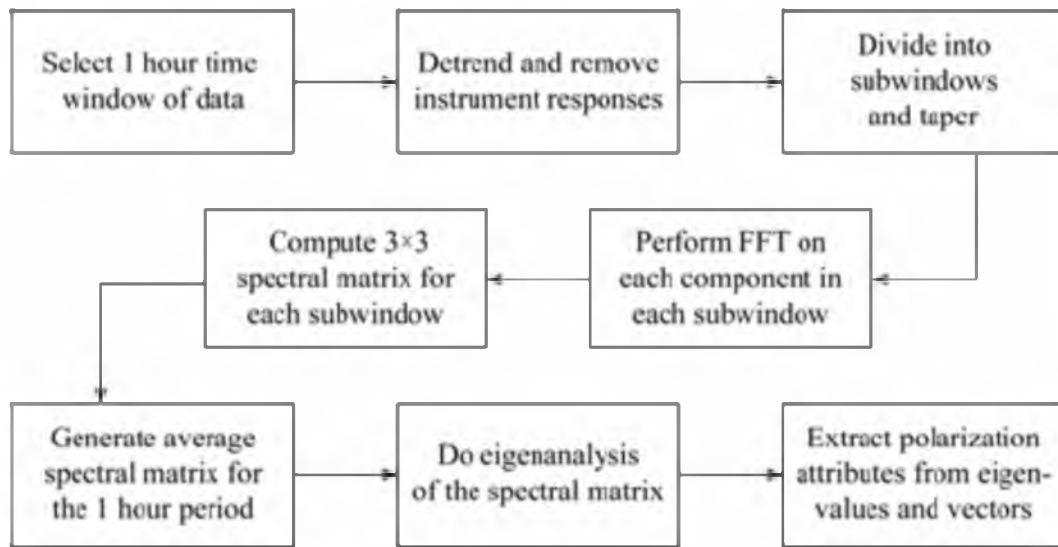 Select 1 hour time
window of data
Detrend and remove
instrument responses
Divide into
subwindows
and taper
Perform FFT on
each component in
each subwindow
Compute 3×3
spectral matrix for
each subwindow
Generate average
spectral matrix for
the 1 hour period
Do eigenanalysis
of the spectral matrix
Extract polarization
attributes from eigen-
values and vectors